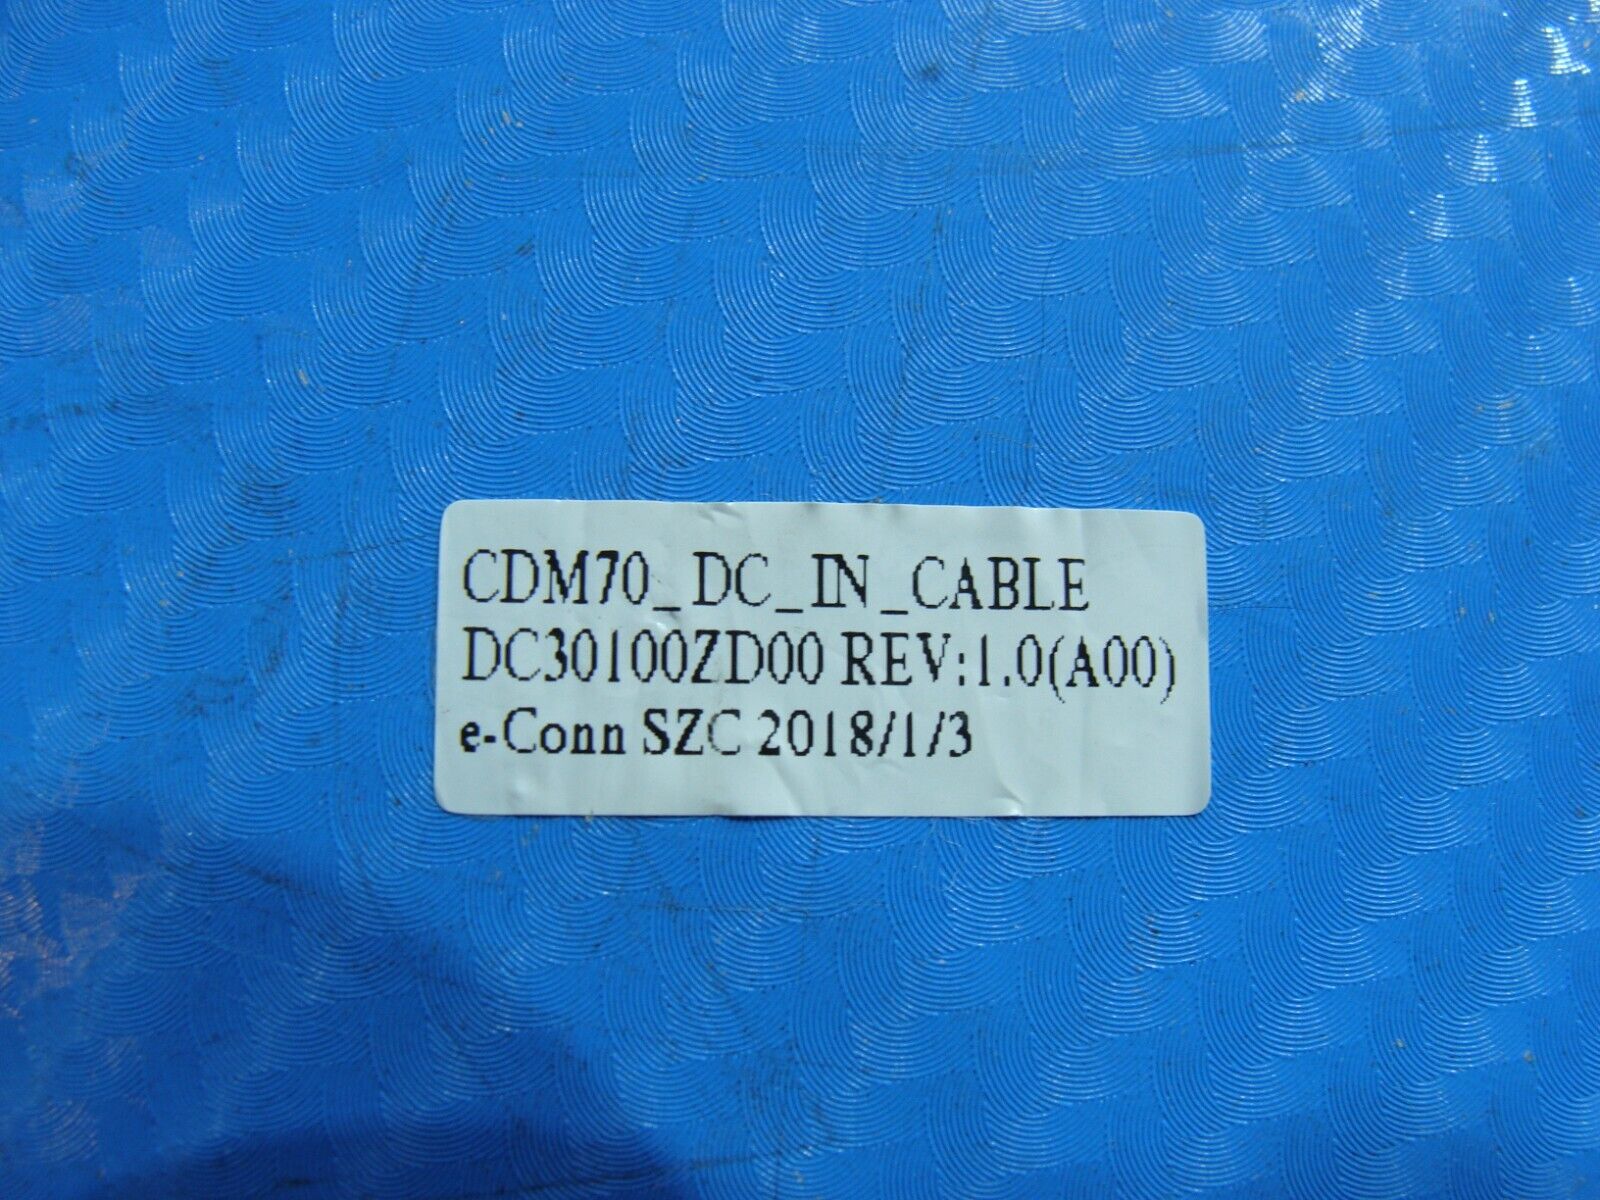 CDM70_DC_IN_CABLE
DC30100ZD00 REV:1.0(A00)
e-Conn SZC 2018/1/3